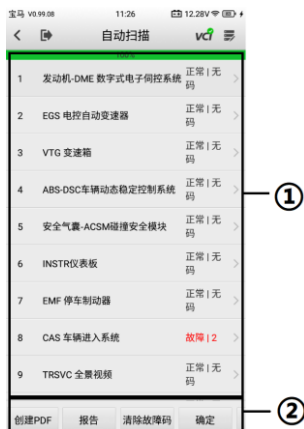 宝马 V0.99.08 11:26 12.28V
自动扫描 vci
100%
1 发动机-DME 数字式电子伺控系统 正常 | 无码
2 EGS 电控自动变速器 正常 | 无码
3 VTG 变速箱 正常 | 无码
4 ABS-DSC车辆动态稳定控制系统 正常 | 无码
5 安全气囊-ACSM碰撞安全模块 正常 | 无码
6 INSTR仪表板 正常 | 无码
7 EMF 停车制动器 正常 | 无码
8 CAS 车辆进入系统 故障 | 2
9 TRSVC 全景视频 正常 | 无码
创建PDF 报告 清除故障码 确定
①
②